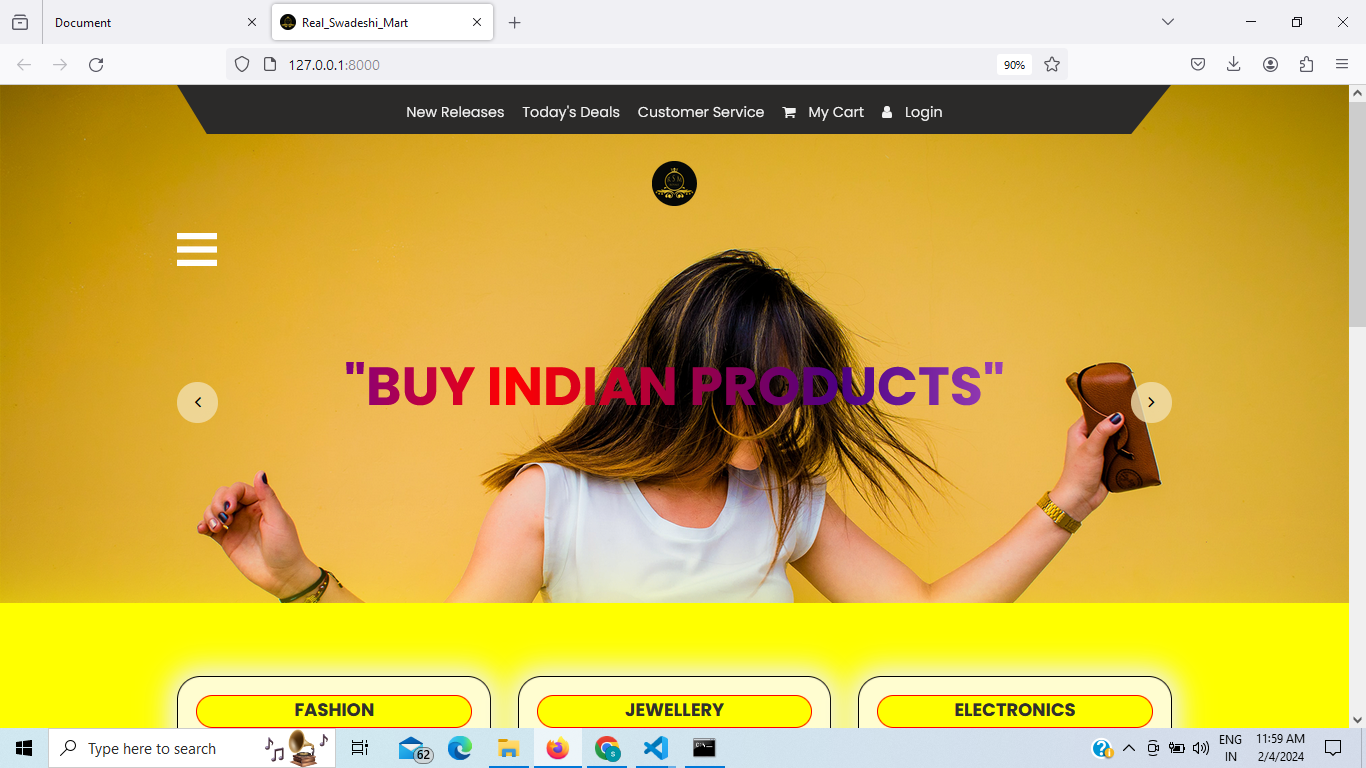 Document
Real_Swadeshi_Mart
127.0.0.1:8000
90%
New Releases Today's Deals Customer Service My Cart Login
"BUY INDIAN PRODUCTS"
FASHION JEWELLERY ELECTRONICS
Type here to search
62
ENG
IN
11:59 AM
2/4/2024